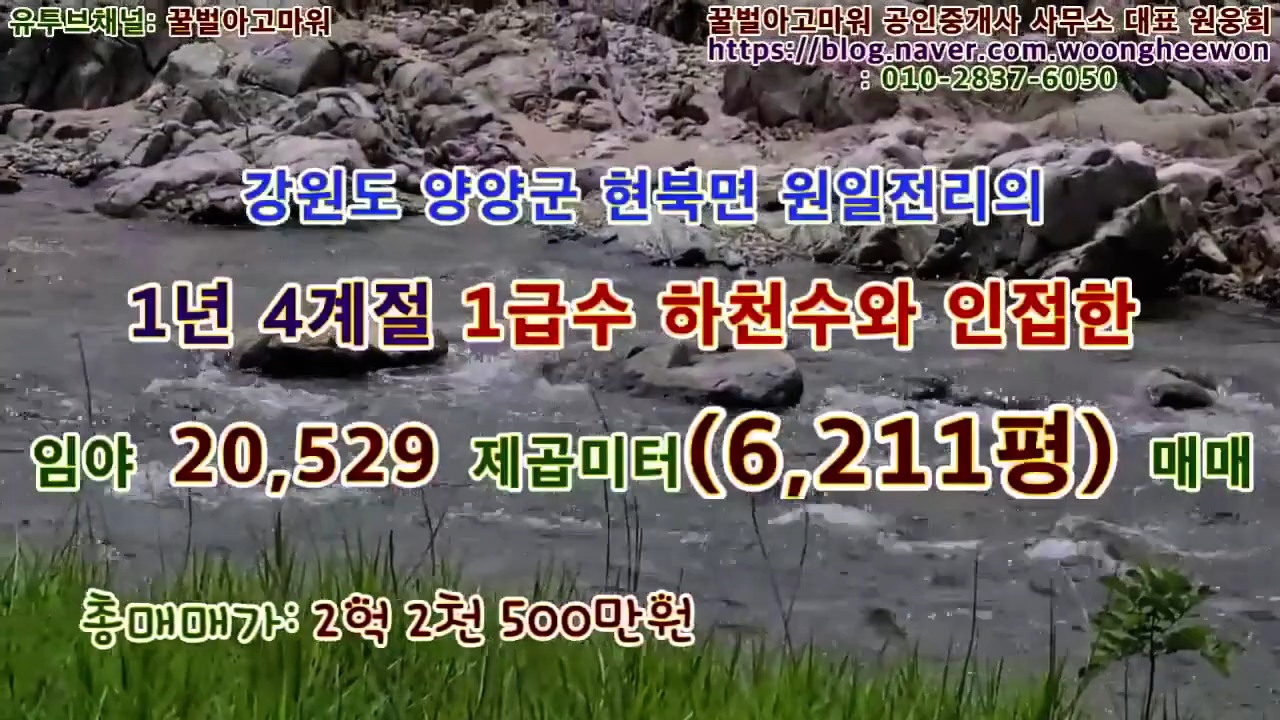 유투브채널: 꿀벌아고마워
꿀벌아고마워 공인중개사 사무소 대표 원웅희
https://blog.naver.com.woongheewon
: 010-2837-6050
강원도 양양군 현북면 원일전리의
1년 4계절 1급수 하천수와 인접한
임야 20,529 제곱미터(6,211평) 매매
총매매가: 2헉 2천 500만원